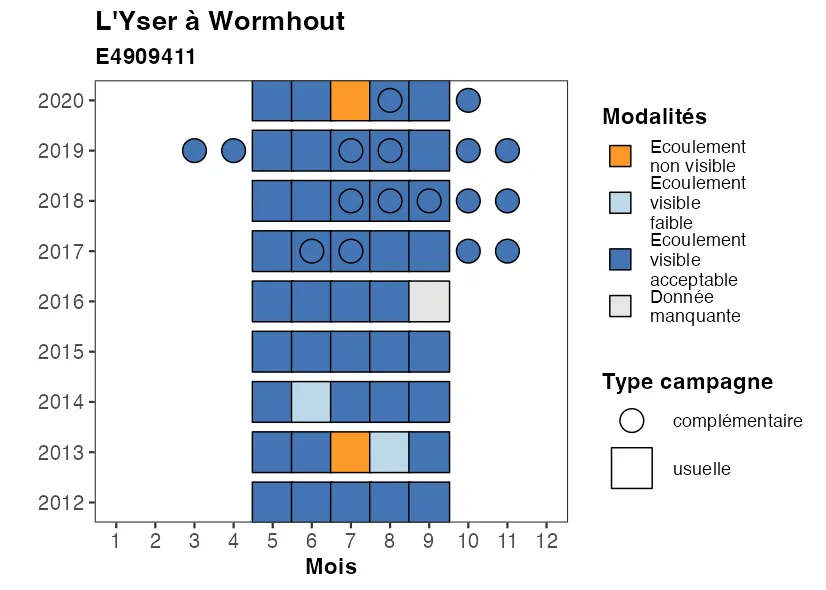 L'Yser à Wormhout
E4909411
2020
2019
2018
2017
2016
2015
2014
2013
2012
1 2 3 4 5 6 7 8 9 10 11 12
Mois
Modalités
Ecoulement
non visible
Ecoulement
visible
faible
Ecoulement
visible
acceptable
Donnée
manquante
Type campagne
complémentaire
usuelle